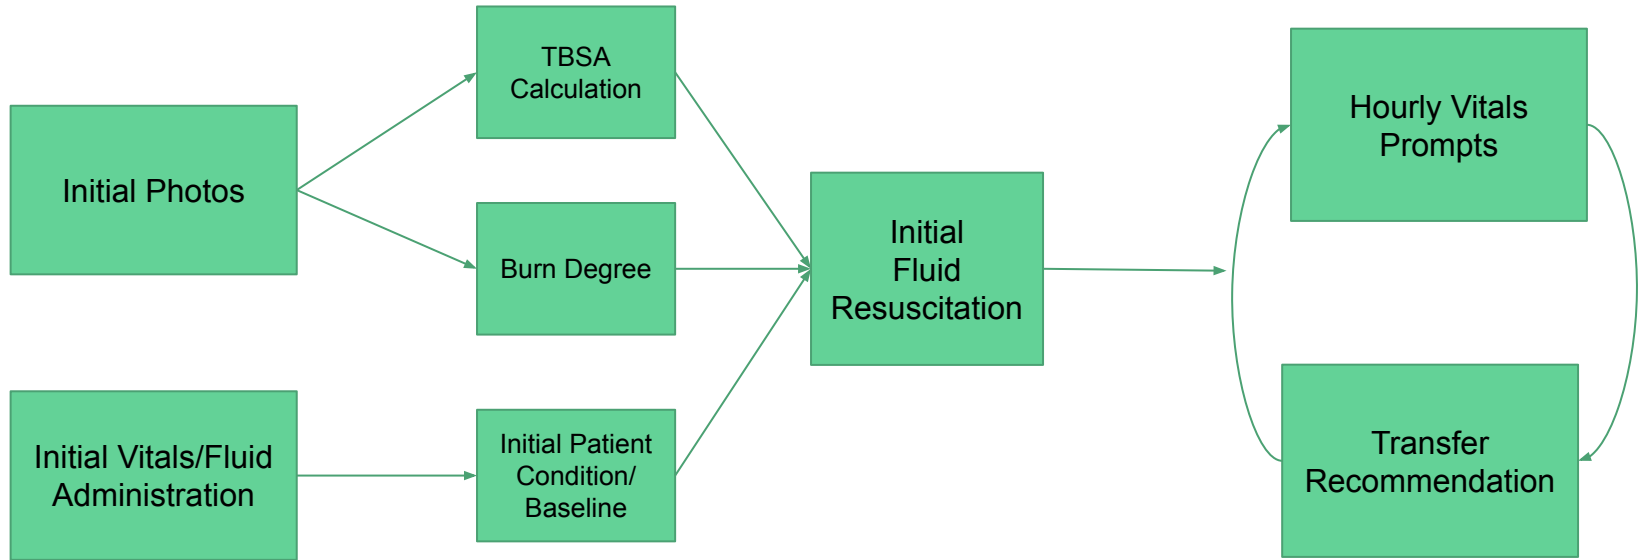 Initial Photos
Initial Vitals/Fluid
Administration
TBSA
Calculation
Burn Degree
Initial Patient
Condition/
Baseline
Initial
Fluid
Resuscitation
Hourly Vitals
Prompts
Transfer
Recommendation